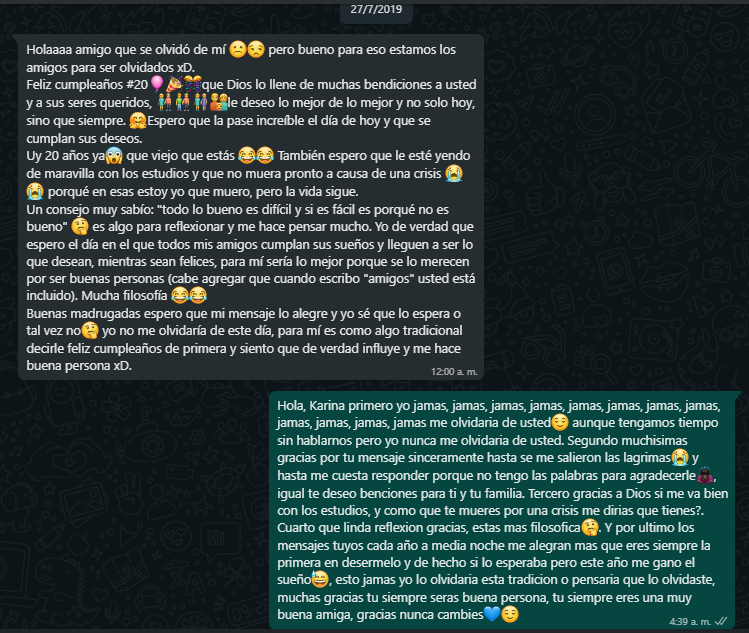 27/7/2019
Holaaaa amigo que se olvidó de mí 🙁😒 pero bueno para eso estamos los
amigos para ser olvidados xD.
Feliz cumpleaños #20🎈🎉🎊que Dios lo llene de muchas bendiciones a usted
y a sus seres queridos, 👫👬👭👪le deseo lo mejor de lo mejor y no solo hoy,
sino que siempre. 🤗Espero que la pase increíble el día de hoy y que se
cumplan sus deseos.
Uy 20 años ya😱 que viejo que estás 😂😂 También espero que le esté yendo
de maravilla con los estudios y que no muera pronto a causa de una crisis 😭
😭 porqué en esas estoy yo que muero, pero la vida sigue.
Un consejo muy sabío: "todo lo bueno es difícil y si es fácil es porqué no es
bueno" 🤔 es algo para reflexionar y me hace pensar mucho. Yo de verdad que
espero el día en el que todos mis amigos cumplan sus sueños y lleguen a ser lo
que desean, mientras sean felices, para mí sería lo mejor porque se lo merecen
por ser buenas personas (cabe agregar que cuando escribo "amigos" usted está
incluido). Mucha filosofía 😂😂
Buenas madrugadas espero que mi mensaje lo alegre y yo sé que lo espera o
tal vez no🤔 yo no me olvidaría de este día, para mí es como algo tradicional
decirle feliz cumpleaños de primera y siento que de verdad influye y me hace
buena persona xD.
12:00 a. m.
Hola, Karina primero yo jamas, jamas, jamas, jamas, jamas, jamas, jamas, jamas,
jamas, jamas, jamas, jamas me olvidaria de usted😌 aunque tengamos tiempo
sin hablarnos pero yo nunca me olvidaria de usted. Segundo muchisimas
gracias por tu mensaje sinceramente hasta se me salieron las lagrimas😭 y
hasta me cuesta responder porque no tengo las palabras para agradecerle🙇🏿,
igual te deseo benciones para ti y tu familia. Tercero gracias a Dios si me va bien
con los estudios, y como que te mueres por una crisis me dirias que tienes?.
Cuarto que linda reflexion gracias, estas mas filosofica🤔. Y por ultimo los
mensajes tuyos cada año a media noche me alegran mas que eres siempre la
primera en desermelo y de hecho si lo esperaba pero este año me gano el
sueño😅, esto jamas yo lo olvidaria esta tradicion o pensaria que lo olvidaste,
muchas gracias tu siempre seras buena persona, tu siempre eres una muy
buena amiga, gracias nunca cambies💙😌
4:39 a. m.